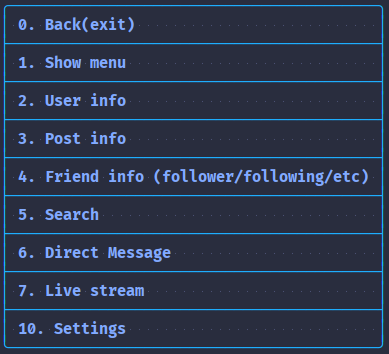 0. Back(exit)
1. Show menu
2. User info
3. Post info
4. Friend info (follower/following/etc)
5. Search
6. Direct Message
7. Live stream
10. Settings